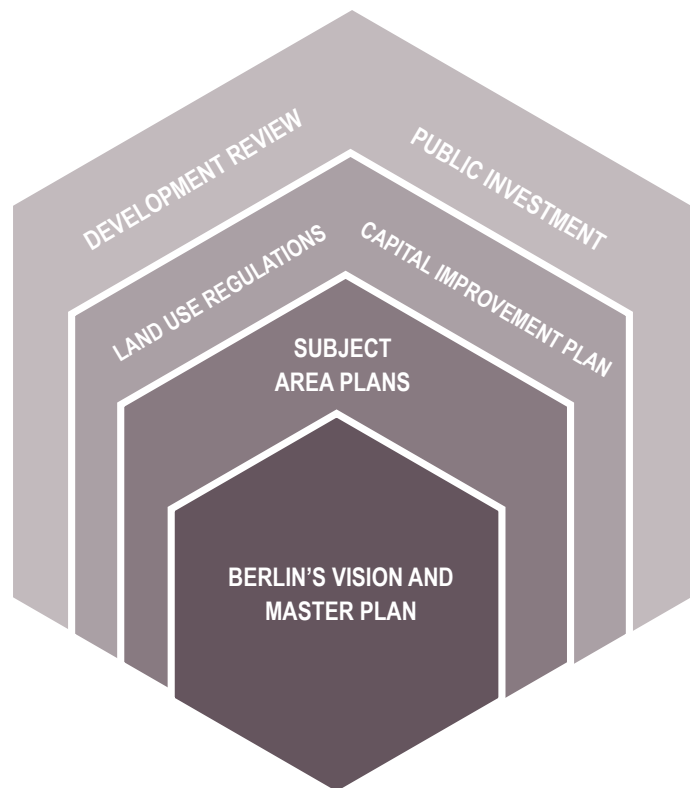 DEVELOPMENT REVIEW
PUBLIC INVESTMENT
LAND USE REGULATIONS
CAPITAL IMPROVEMENT PLAN
SUBJECT
AREA PLANS
BERLIN’S VISION AND
MASTER PLAN